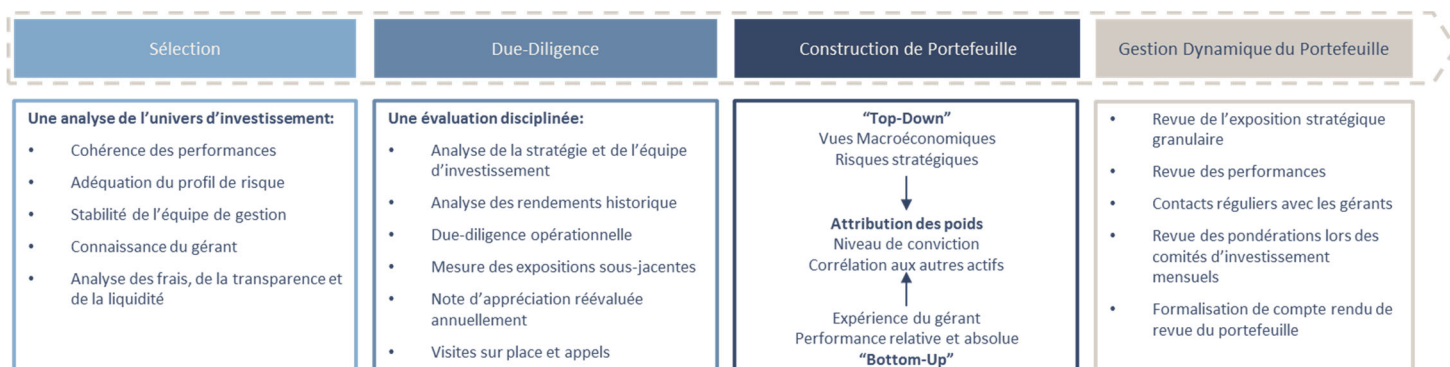 Sélection
Due-Diligence
Construction de Portefeuille
Gestion Dynamique du Portefeuille
Une analyse de l’univers d’investissement:
• Cohérence des performances
• Adéquation du profil de risque
• Stabilité de l’équipe de gestion
• Connaissance du gérant
• Analyse des frais, de la transparence et
de la liquidité
Une évaluation disciplinée:
• Analyse de la stratégie et de l’équipe
d’investissement
• Analyse des rendements historique
• Due-diligence opérationnelle
• Mesure des expositions sous-jacentes
• Note d’appréciation réévaluée
annuellement
• Visites sur place et appels
“Top-Down”
Vues Macroéconomiques
Risques stratégiques
Attribution des poids
Niveau de conviction
Corrélation aux autres actifs
Expérience du gérant
Performance relative et absolue
“Bottom-Up”
• Revue de l’exposition stratégique
granulaire
• Revue des performances
• Contacts réguliers avec les gérants
• Revue des pondérations lors des
comités d’investissement
mensuels
• Formalisation de compte rendu de
revue du portefeuille